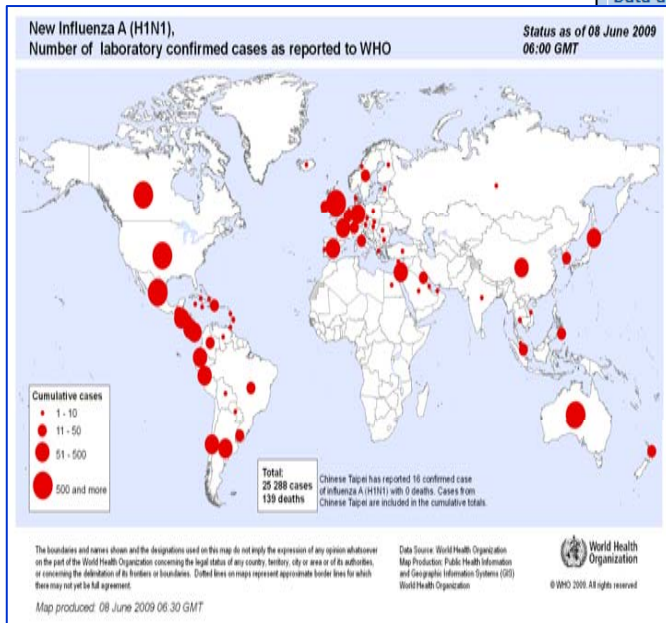 New Influenza A (H1N1),
Number of laboratory confirmed cases as reported to WHO
Status as of 08 June 2009
06:00 GMT
Cumulative cases
1 - 10
11 - 50
51 - 500
500 and more
Total:
25 288 cases
139 deaths
Chinese Taipei has reported 16 confirmed case
of influenza A (H1N1) with 0 deaths. Cases from
Chinese Taipei are included in the cumulative totals.
The boundaries and names shown and the designations used on this map do not imply the expression of any opinion whatsoever
on the part of the World Health Organization concerning the legal status of any country, territory, city or area or of its authorities,
or concerning the delimitation of its frontiers or boundaries. Dotted lines on maps represent approximate border lines for which
there may not yet be full agreement.
Data Source: World Health Organization
Map Production: Public Health Information
and Geographic Information Systems (GIS)
World Health Organization
World Health
Organization
© WHO 2009. All rights reserved
Map produced: 08 June 2009 06:30 GMT